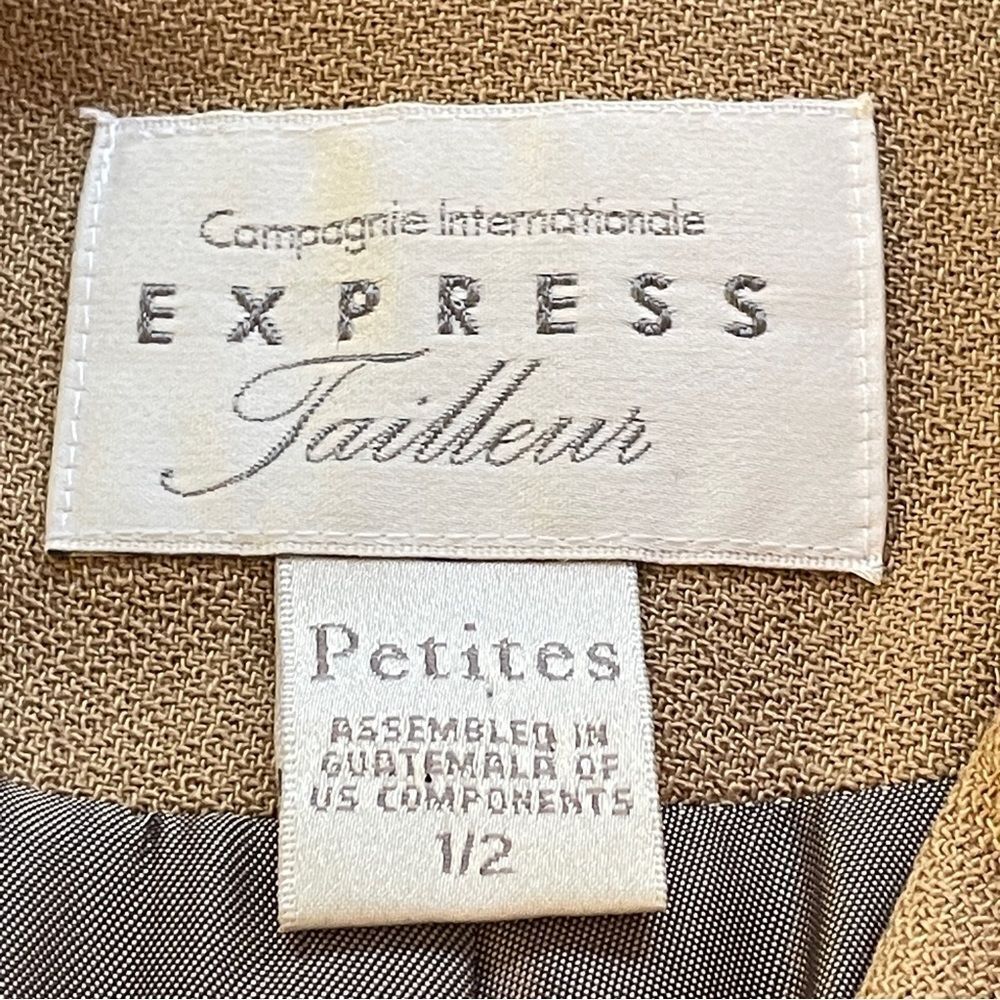 Compagnie Internationale
EXPRESS
Tailleur
Petites
ASSEMBLED IN
GUATEMALA OF
US COMPONENTS
1/2